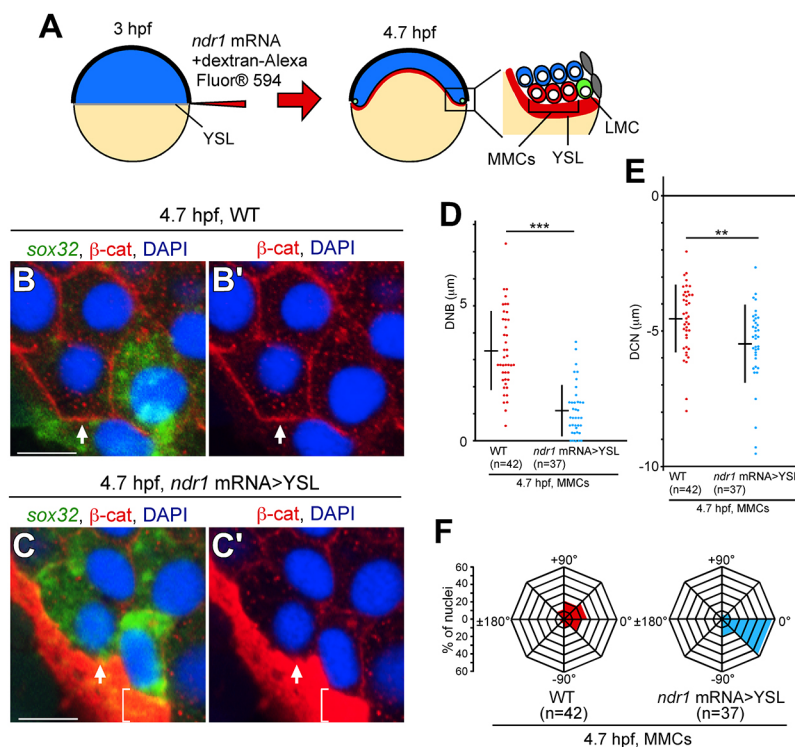 A
3 hpf
ndr1 mRNA
+dextran-Alexa
Fluor® 594
YSL
4.7 hpf
LMC
MMCs
YSL
4.7 hpf, WT
sox32, β-cat, DAPI
β-cat, DAPI
B
B'
4.7 hpf, ndr1 mRNA>YSL
sox32, β-cat, DAPI
β-cat, DAPI
C
C'
D
***
DNB (μm)
5
0
WT
(n=42)
ndr1 mRNA>YSL
(n=37)
4.7 hpf, MMCs
E
0
**
DCN (μm)
-5
-10
WT
(n=42)
ndr1 mRNA>YSL
(n=37)
4.7 hpf, MMCs
F
% of nuclei
60
40
20
0
20
40
60
+90°
±180°
0°
-90°
WT
(n=42)
+90°
±180°
0°
-90°
ndr1 mRNA>YSL
(n=37)
4.7 hpf, MMCs